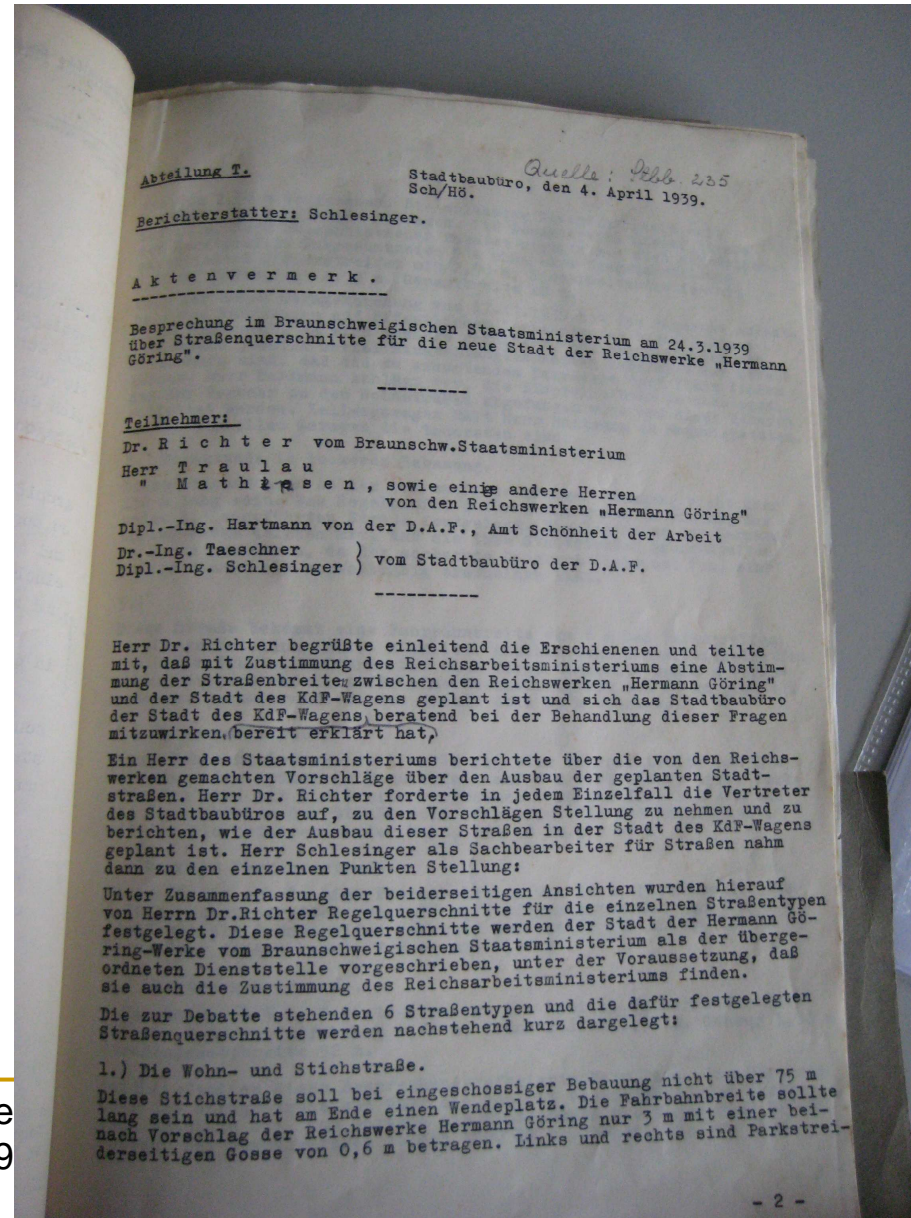 Quelle: Stbb. 235
Abteilung T.
Stadtbaubüro, den 4. April 1939.
Sch/Hö.
Berichterstatter: Schlesinger.
A k t e n v e r m e r k .
Besprechung im Braunschweigischen Staatsministerium am 24.3.1939
über Straßenquerschnitte für die neue Stadt der Reichswerke „Hermann
Göring".
Teilnehmer:
Dr. R i c h t e r vom Braunschw.Staatsministerium
Herr T r a u l a u
" M a t h i e s e n , sowie einige andere Herren
von den Reichswerken „Hermann Göring"
Dipl.-Ing. Hartmann von der D.A.F., Amt Schönheit der Arbeit
Dr.-Ing. Taeschner
Dipl.-Ing. Schlesinger ) vom Stadtbaubüro der D.A.F.
Herr Dr. Richter begrüßte einleitend die Erschienenen und teilte
mit, daß mit Zustimmung des Reichsarbeitsministeriums eine Abstim-
mung der Straßenbreiten zwischen den Reichswerken „Hermann Göring"
und der Stadt des KdF-Wagens geplant ist und sich das Stadtbaubüro
der Stadt des KdF-Wagens beratend bei der Behandlung dieser Fragen
mitzuwirken, bereit erklärt hat,
Ein Herr des Staatsministeriums berichtete über die von den Reichs-
werken gemachten Vorschläge über den Ausbau der geplanten Stadt-
straßen. Herr Dr. Richter forderte in jedem Einzelfall die Vertreter
des Stadtbaubüros auf, zu den Vorschlägen Stellung zu nehmen und zu
berichten, wie der Ausbau dieser Straßen in der Stadt des KdF-Wagens
geplant ist. Herr Schlesinger als Sachbearbeiter für Straßen nahm
dann zu den einzelnen Punkten Stellung:
Unter Zusammenfassung der beiderseitigen Ansichten wurden hierauf
von Herrn Dr.Richter Regelquerschnitte für die einzelnen Straßentypen
festgelegt. Diese Regelquerschnitte werden der Stadt der Hermann Gö-
ring-Werke vom Braunschweigischen Staatsministerium als der überge-
ordneten Dienststelle vorgeschrieben, unter der Voraussetzung, daß
sie auch die Zustimmung des Reichsarbeitsministeriums finden.
Die zur Debatte stehenden 6 Straßentypen und die dafür festgelegten
Straßenquerschnitte werden nachstehend kurz dargelegt:
1.) Die Wohn- und Stichstraße.
Diese Stichstraße soll bei eingeschossiger Bebauung nicht über 75 m
lang sein und hat am Ende einen Wendeplatz. Die Fahrbahnbreite sollte
nach Vorschlag der Reichswerke Hermann Göring nur 3 m mit einer bei-
derseitigen Gosse von 0,6 m betragen. Links und rechts sind Parkstrei-
- 2 -
e
9